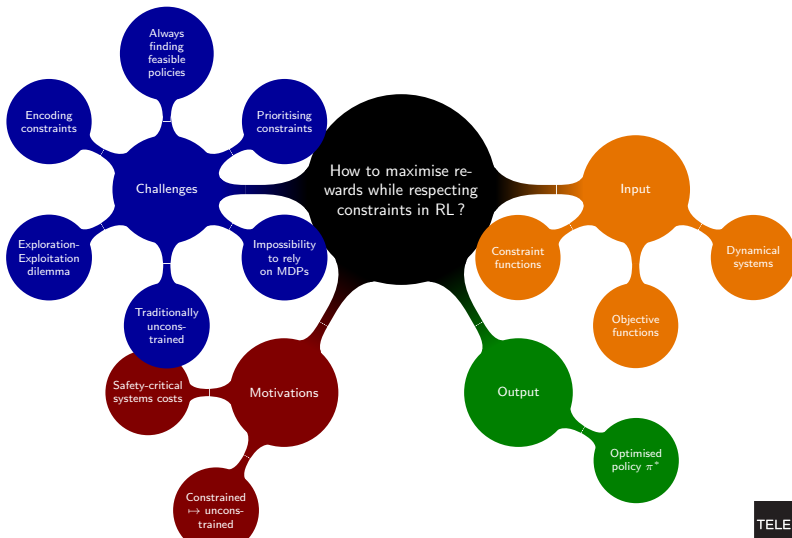 Always
finding
feasible
policies
Encoding
constraints
Prioritising
constraints
Challenges
How to maximise re-
wards while respecting
constraints in RL ?
Input
Exploration-
Exploitation
dilemma
Impossibility
to rely
on MDPs
Constraint
functions
Dynamical
systems
Traditionally
uncons-
trained
Objective
functions
Safety-critical
systems costs
Motivations
Output
Optimised
policy π*
Constrained
↦ uncons-
trained
TELE